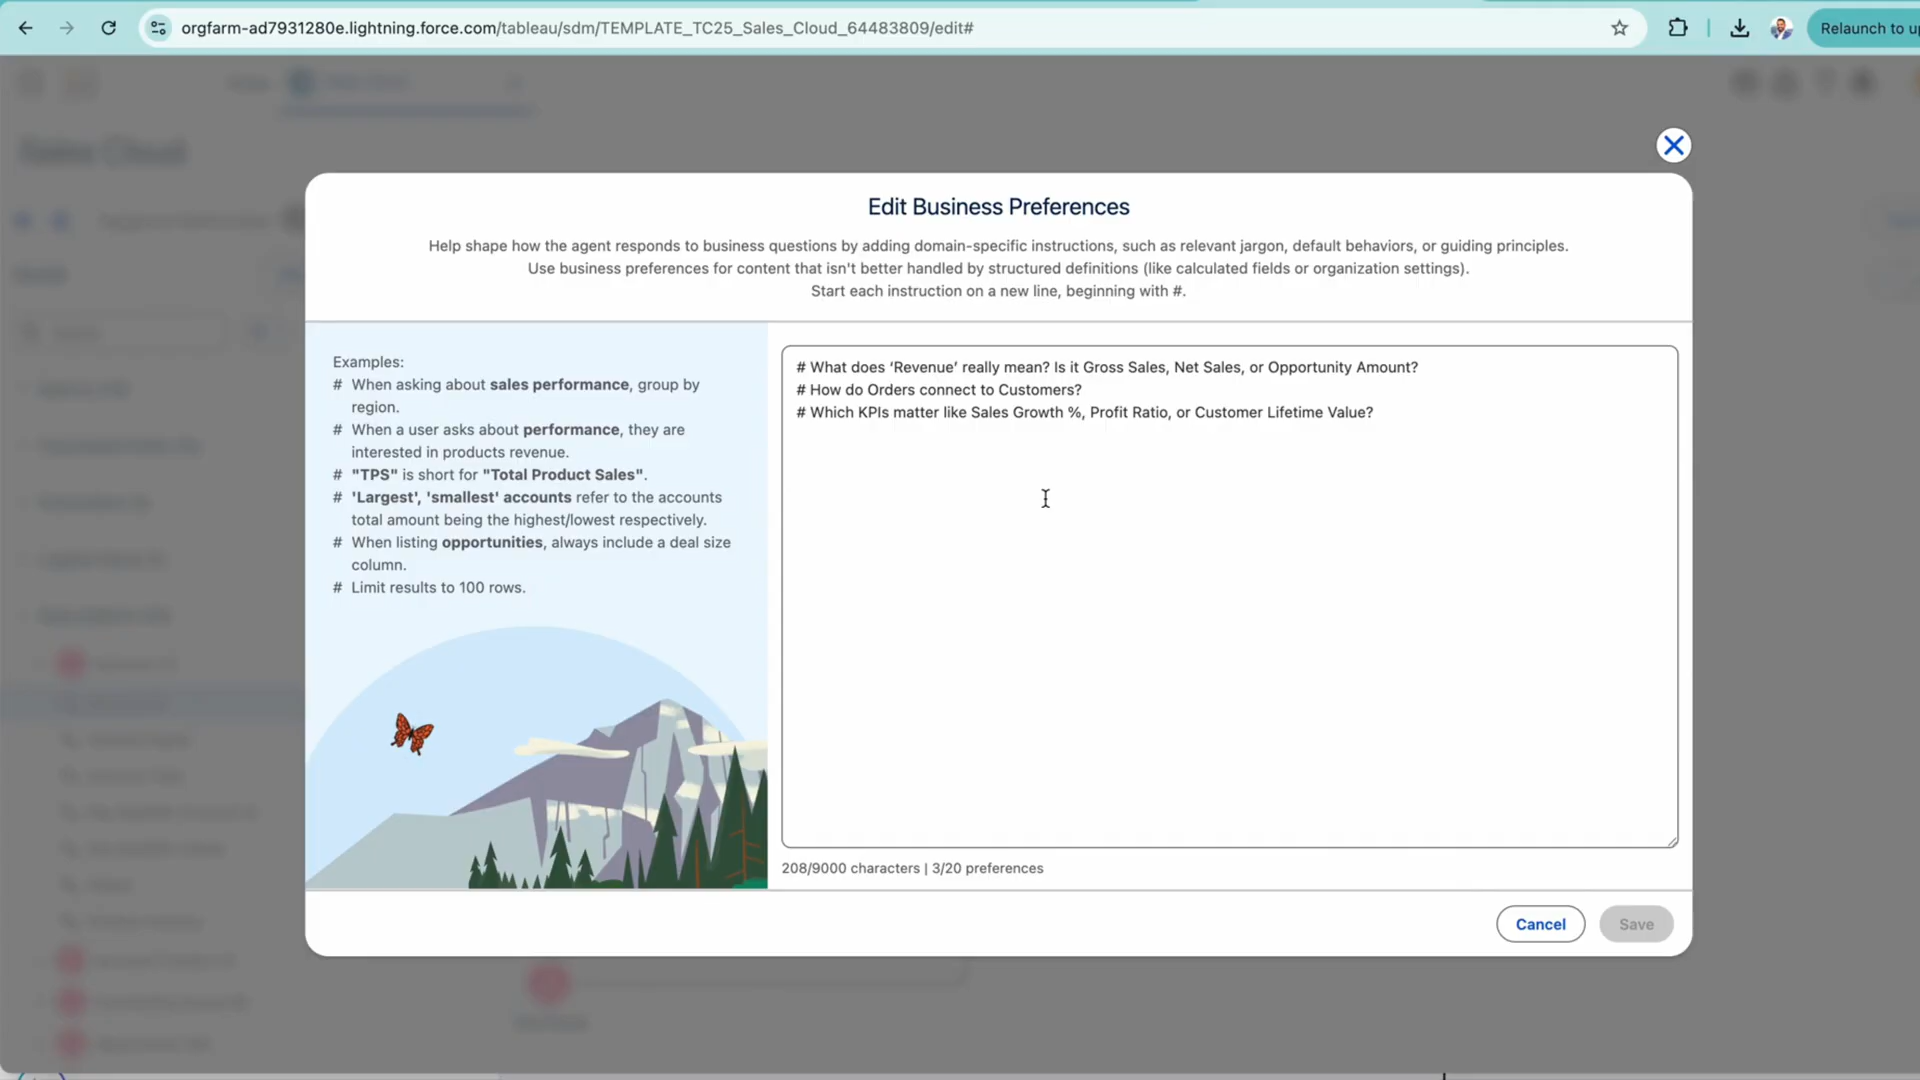 orgfarm-ad7931280e.lightning.force.com/tableau/sdm/TEMPLATE_TC25_Sales_Cloud_64483809/edit#
Relaunch to
Sales Cloud
Edit Business Preferences
Help shape how the agent responds to business questions by adding domain-specific instructions, such as relevant jargon, default behaviors, or guiding principles.
Use business preferences for content that isn't better handled by structured definitions (like calculated fields or organization settings).
Start each instruction on a new line, beginning with #.
Examples:
# When asking about sales performance, group by
region.
# When a user asks about performance, they are
interested in products revenue.
# "TPS" is short for "Total Product Sales".
# 'Largest', 'smallest' accounts refer to the accounts
total amount being the highest/lowest respectively.
# When listing opportunities, always include a deal size
column.
# Limit results to 100 rows.
# What does ‘Revenue’ really mean? Is it Gross Sales, Net Sales, or Opportunity Amount?
# How do Orders connect to Customers?
# Which KPIs matter like Sales Growth %, Profit Ratio, or Customer Lifetime Value?
208/9000 characters | 3/20 preferences
Cancel
Save